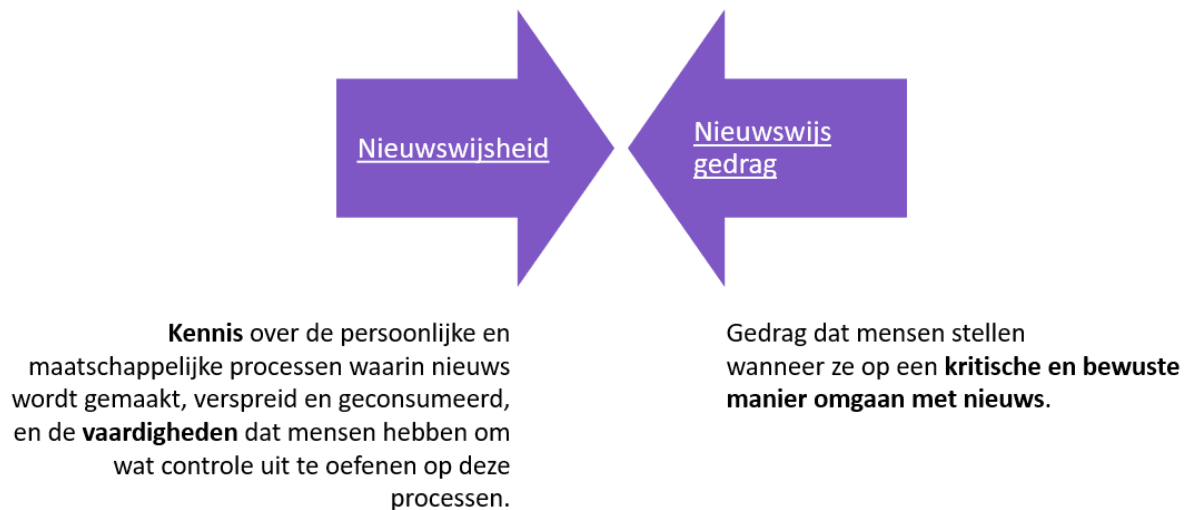 Nieuwswijsheid
Nieuwswijs
gedrag
Kennis over de persoonlijke en
maatschappelijke processen waarin nieuws
wordt gemaakt, verspreid en geconsumeerd,
en de vaardigheden dat mensen hebben om
wat controle uit te oefenen op deze
processen.
Gedrag dat mensen stellen
wanneer ze op een kritische en bewuste
manier omgaan met nieuws.